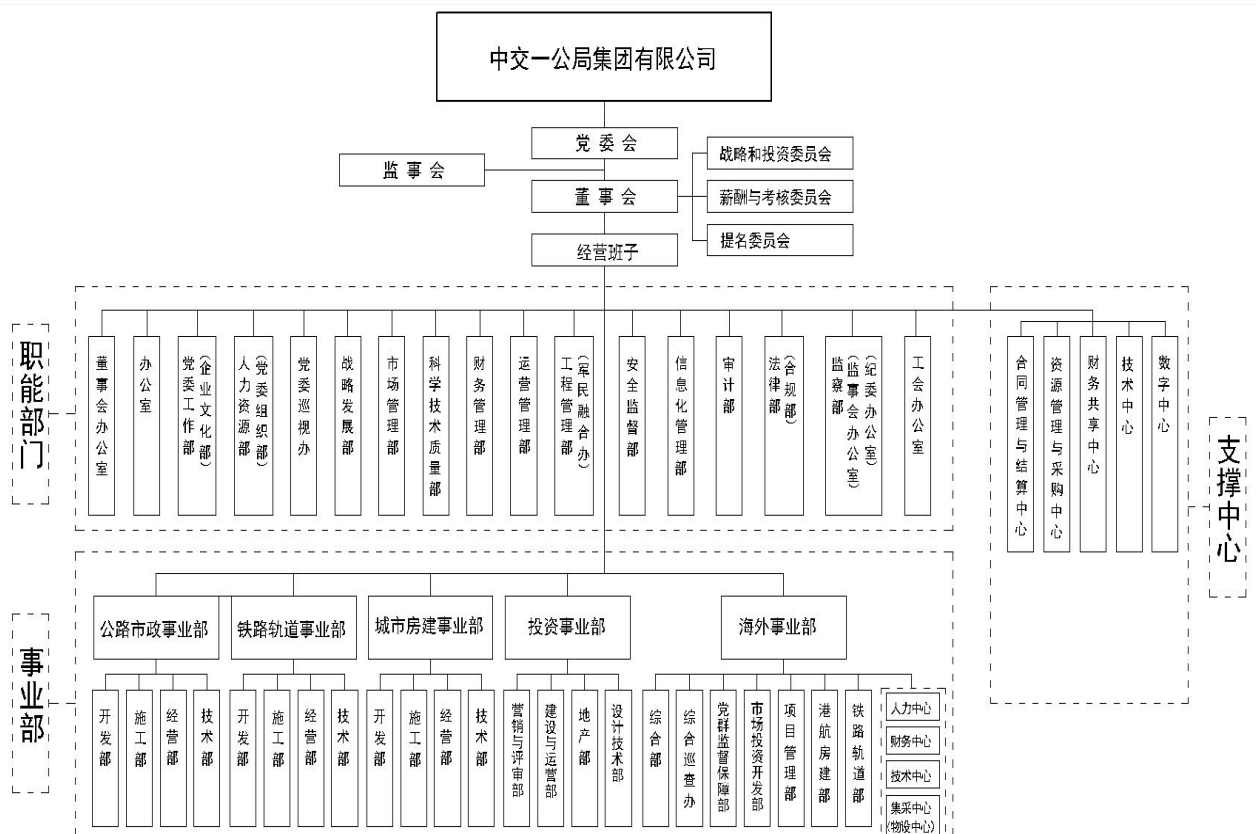 中交一公局集团有限公司
党委会
监事会
董事会
战略和投资委员会
薪酬与考核委员会
提名委员会
经营班子
职能部门
董事会办公室
办公室
党委工作部
(企业文化部)
人力资源部
(党委组织部)
党委巡视办
战略发展部
市场管理部
科学技术质量部
财务管理部
运营管理部
工程管理部
(军民融合办)
安全监督部
信息化管理部
审计部
法律部
(合规部)
监察部
(监事会办公室)
(纪委办公室)
工会办公室
合同管理与结算中心
资源管理与采购中心
财务共享中心
技术中心
数字中心
支撑中心
事业部
公路市政事业部
铁路轨道事业部
城市房建事业部
投资事业部
海外事业部
开发部
施工部
经营部
技术部
开发部
施工部
经营部
技术部
开发部
施工部
经营部
技术部
营销与评审部
建设与运营部
地产部
设计技术部
综合部
综合巡查办
党群监督保障部
市场投资开发部
项目管理部
港航房建部
铁路轨道部
人力中心
财务中心
技术中心
集采中心
(物设中心)